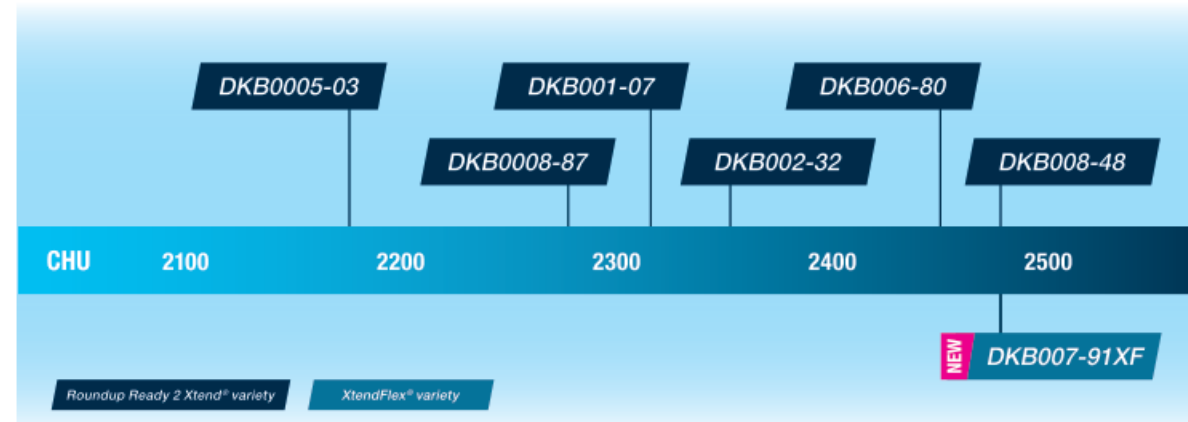 DKB0005-03
DKB001-07
DKB006-80
DKB0008-87
DKB002-32
DKB008-48
CHU 2100 2200 2300 2400 2500
NEW DKB007-91XF
Roundup Ready 2 Xtend® variety
XtendFlex® variety